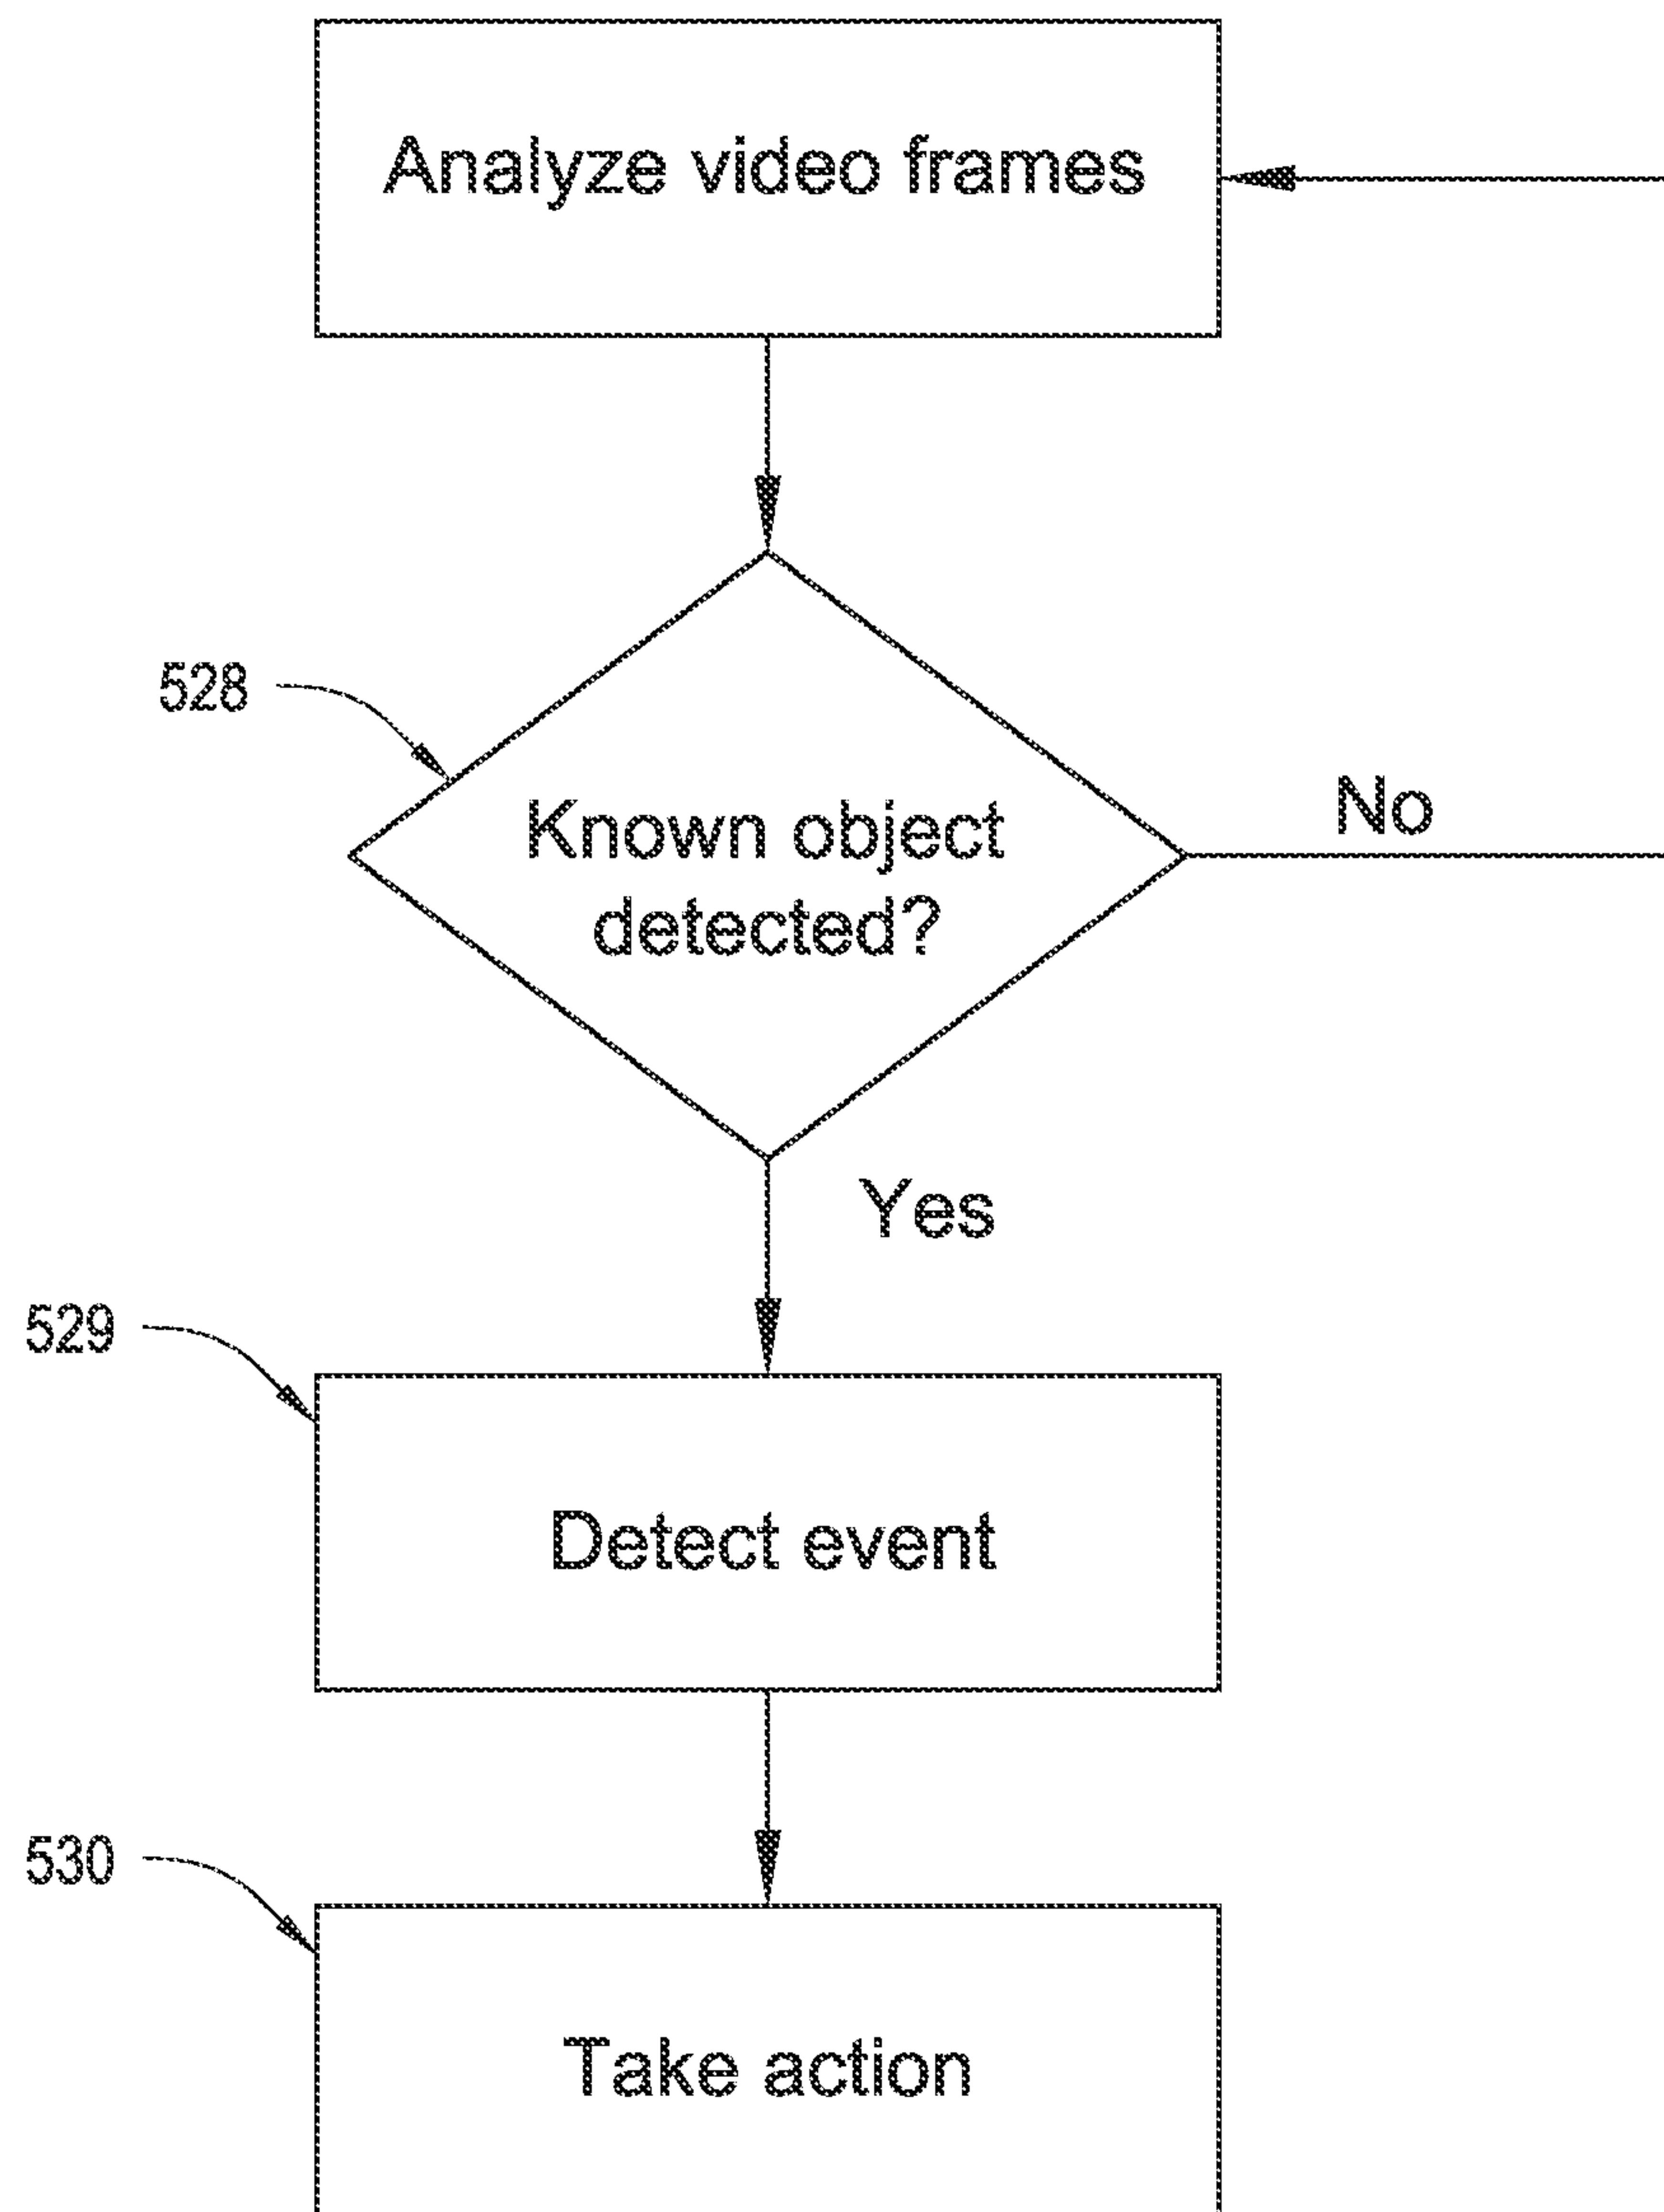 Analyze video frames
528
Known object
detected?
No
Yes
529
Detect event
530
Take action